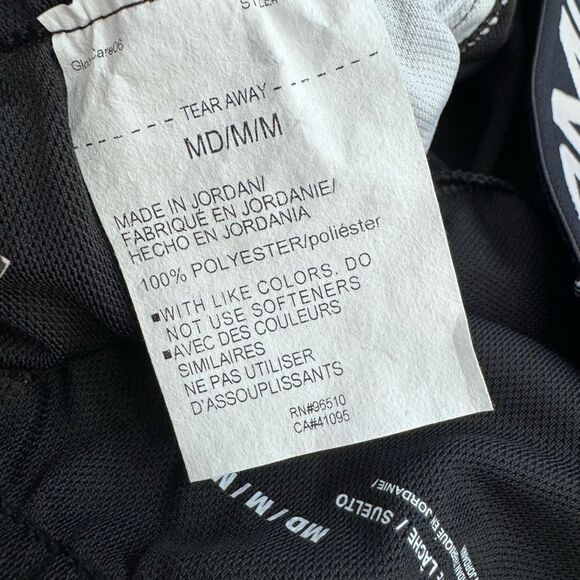 TEAR AWAY
MD/M/M
MADE IN JORDAN/
FABRIQUÉ EN JORDANIE/
HECHO EN JORDANIA
100% POLYESTER/poliéster
■WITH LIKE COLORS. DO
NOT USE SOFTENERS
■AVEC DES COULEURS
SIMILAIRES
NE PAS UTILISER
D'ASSOUPLISSANTS
RN#96510
CA#41095
MD / M /
LÂCHE / SUELTO